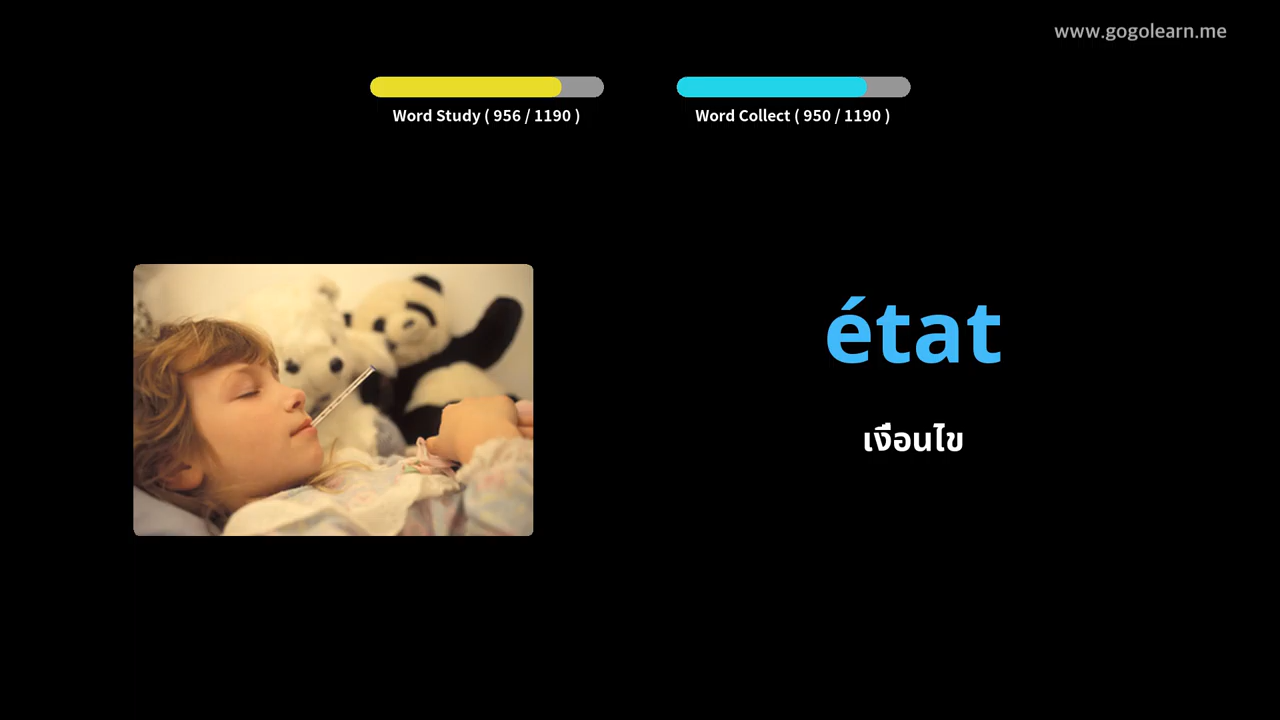 www.gogolearn.me
Word Study ( 956 / 1190 )
Word Collect ( 950 / 1190 )
état
เงื่อนไข